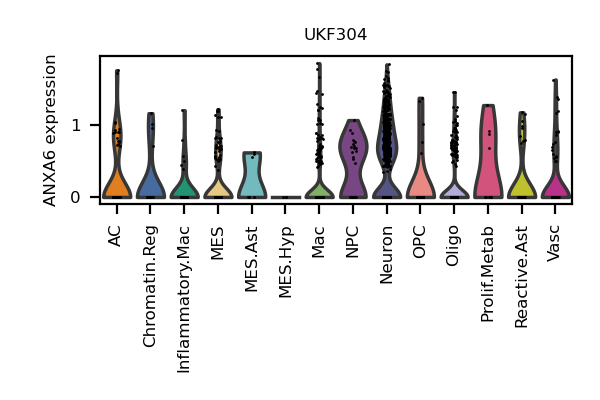 UKF304
ANXA6 expression
1
0
AC
Chromatin.Reg
Inflammatory.Mac
MES
MES.Ast
MES.Hyp
Mac
NPC
Neuron
OPC
Oligo
Prolif.Metab
Reactive.Ast
Vasc